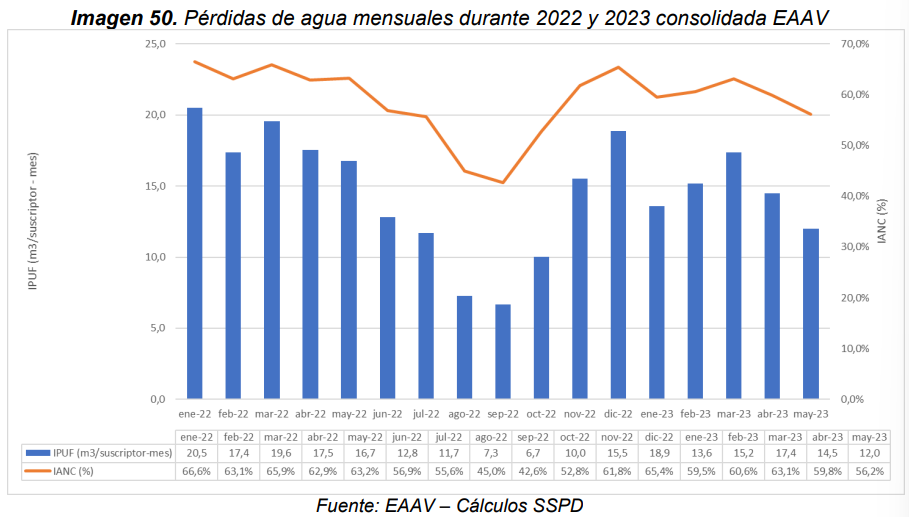 Imagen 50. Pérdidas de agua mensuales durante 2022 y 2023 consolidada EAAV
25,0 70,0%
60,0%
20,0
50,0%
15,0
40,0%
IPUF (m3/suscriptor - mes) IANC (%)
30,0%
10,0
20,0%
5,0
10,0%
0,0 0,0%
ene-22 feb-22 mar-22 abr-22 may-22 jun-22 jul-22 ago-22 sep-22 oct-22 nov-22 dic-22 ene-23 feb-23 mar-23 abr-23 may-23
ene-22 feb-22 mar-22 abr-22 may-22 jun-22 jul-22 ago-22 sep-22 oct-22 nov-22 dic-22 ene-23 feb-23 mar-23 abr-23 may-23
IPUF (m3/suscriptor-mes) 20,5 17,4 19,6 17,5 16,7 12,8 11,7 7,3 6,7 10,0 15,5 18,9 13,6 15,2 17,4 14,5 12,0
IANC (%) 66,6% 63,1% 65,9% 62,9% 63,2% 56,9% 55,6% 45,0% 42,6% 52,8% 61,8% 65,4% 59,5% 60,6% 63,1% 59,8% 56,2%
Fuente: EAAV – Cálculos SSPD